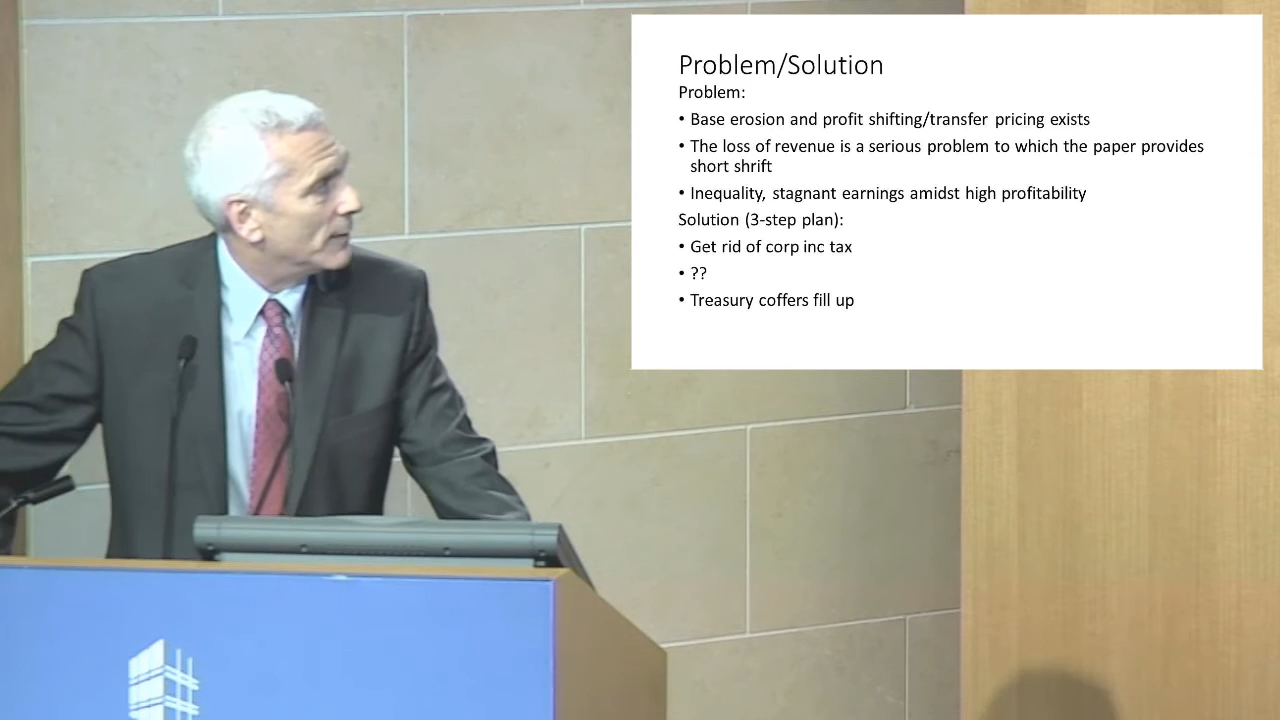 Problem/Solution
Problem:
• Base erosion and profit shifting/transfer pricing exists
• The loss of revenue is a serious problem to which the paper provides
short shrift
• Inequality, stagnant earnings amidst high profitability
Solution (3-step plan):
• Get rid of corp inc tax
• ??
• Treasury coffers fill up